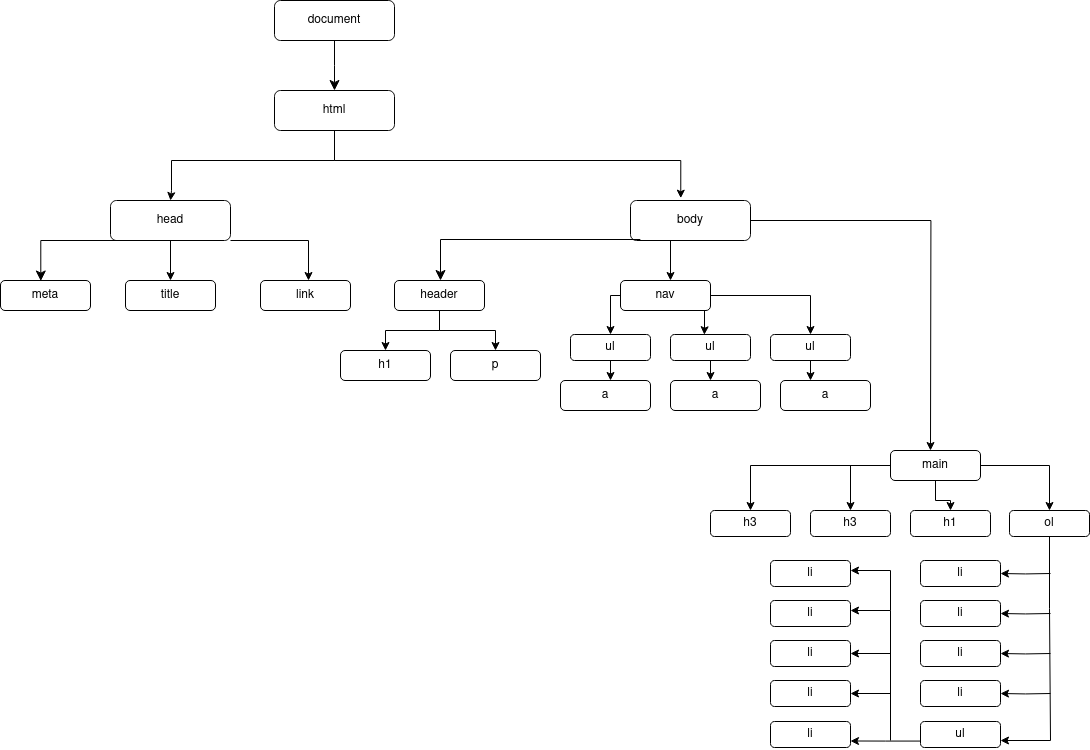 document
html
head
body
meta
title
link
header
nav
h1
p
ul
ul
ul
a
a
a
main
h3
h3
h1
ol
li
li
li
li
li
li
li
li
li
ul